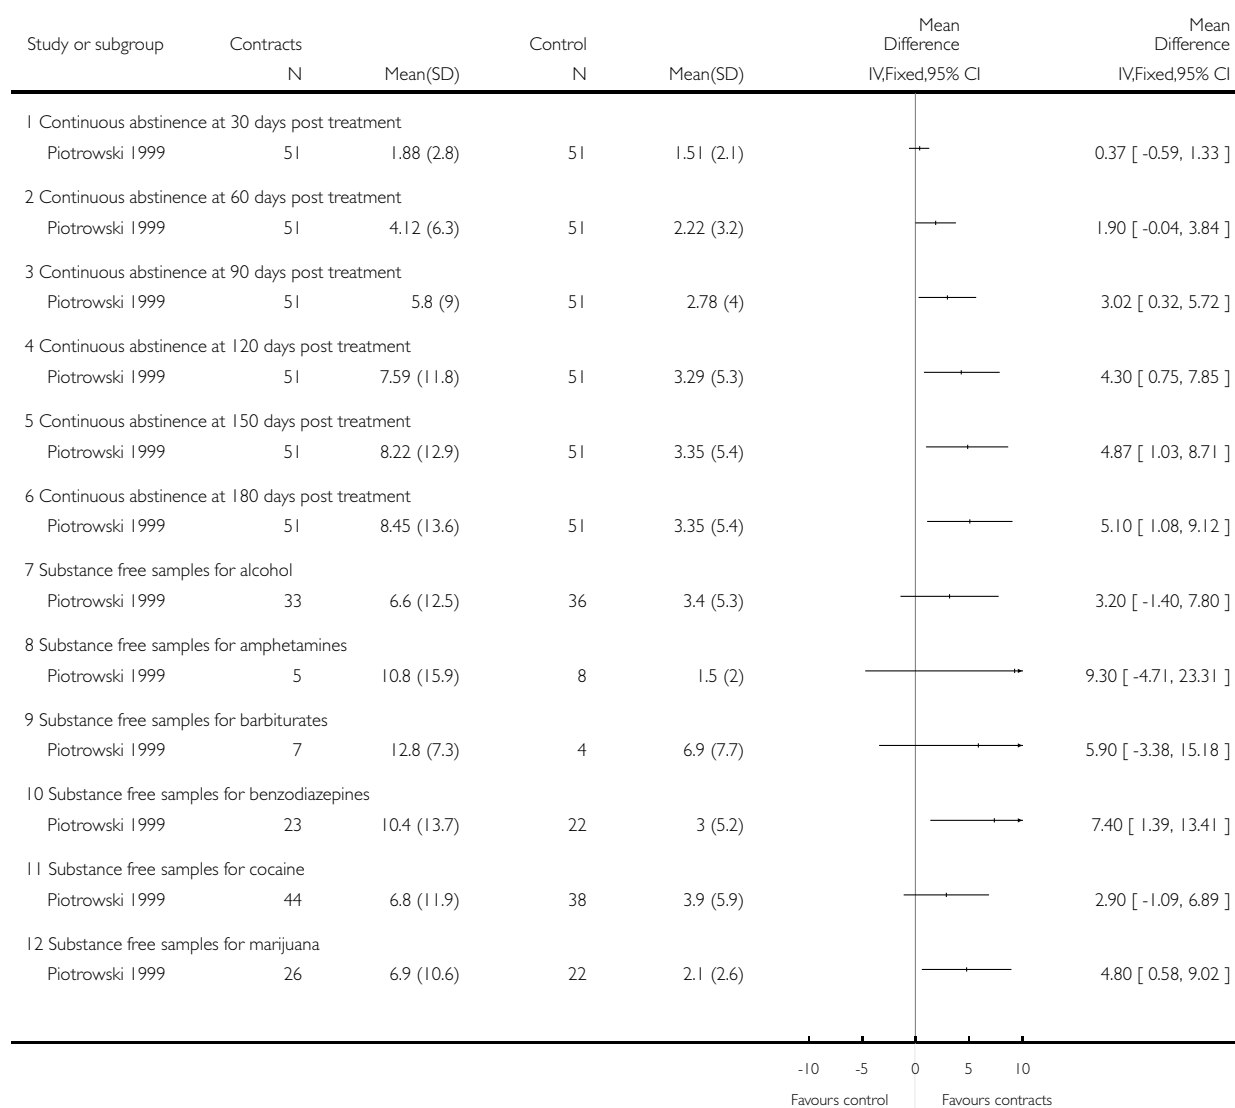 Mean Mean
Study or subgroup Contracts Control Difference Difference
N Mean(SD) N Mean(SD) IV,Fixed,95% CI IV,Fixed,95% CI
1 Continuous abstinence at 30 days post treatment
Piotrowski 1999 51 1.88 (2.8) 51 1.51 (2.1) 0.37 [ -0.59, 1.33 ]
2 Continuous abstinence at 60 days post treatment
Piotrowski 1999 51 4.12 (6.3) 51 2.22 (3.2) 1.90 [ -0.04, 3.84 ]
3 Continuous abstinence at 90 days post treatment
Piotrowski 1999 51 5.8 (9) 51 2.78 (4) 3.02 [ 0.32, 5.72 ]
4 Continuous abstinence at 120 days post treatment
Piotrowski 1999 51 7.59 (11.8) 51 3.29 (5.3) 4.30 [ 0.75, 7.85 ]
5 Continuous abstinence at 150 days post treatment
Piotrowski 1999 51 8.22 (12.9) 51 3.35 (5.4) 4.87 [ 1.03, 8.71 ]
6 Continuous abstinence at 180 days post treatment
Piotrowski 1999 51 8.45 (13.6) 51 3.35 (5.4) 5.10 [ 1.08, 9.12 ]
7 Substance free samples for alcohol
Piotrowski 1999 33 6.6 (12.5) 36 3.4 (5.3) 3.20 [ -1.40, 7.80 ]
8 Substance free samples for amphetamines
Piotrowski 1999 5 10.8 (15.9) 8 1.5 (2) 9.30 [ -4.71, 23.31 ]
9 Substance free samples for barbiturates
Piotrowski 1999 7 12.8 (7.3) 4 6.9 (7.7) 5.90 [ -3.38, 15.18 ]
10 Substance free samples for benzodiazepines
Piotrowski 1999 23 10.4 (13.7) 22 3 (5.2) 7.40 [ 1.39, 13.41 ]
11 Substance free samples for cocaine
Piotrowski 1999 44 6.8 (11.9) 38 3.9 (5.9) 2.90 [ -1.09, 6.89 ]
12 Substance free samples for marijuana
Piotrowski 1999 26 6.9 (10.6) 22 2.1 (2.6) 4.80 [ 0.58, 9.02 ]
-10 -5 0 5 10
Favours control Favours contracts